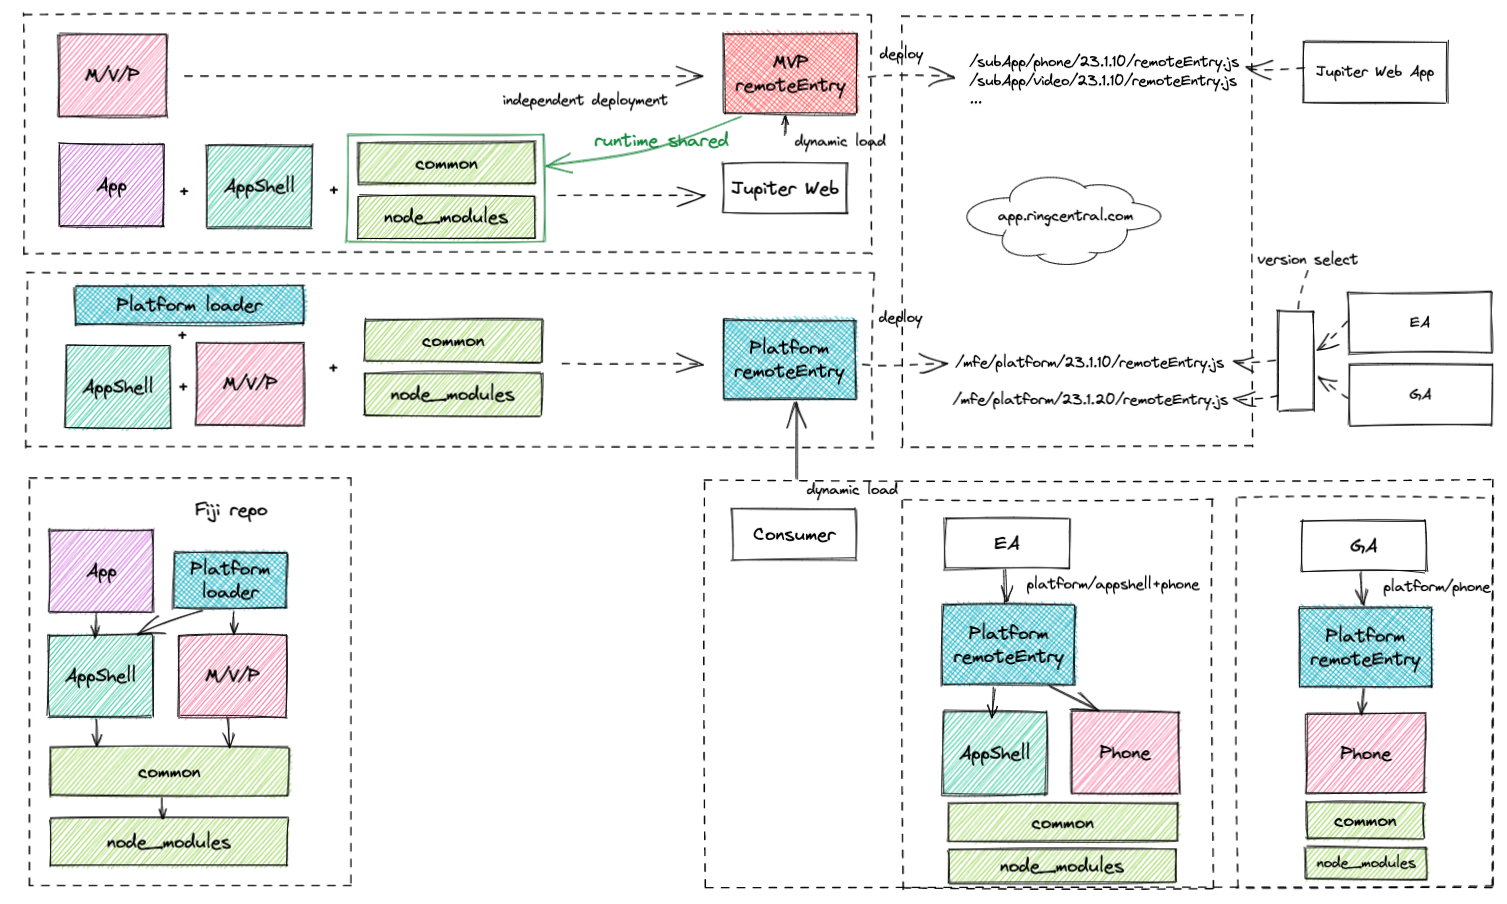 M/V/P
independent deployment
MVP
remoteEntry
deploy
/subApp/phone/23.1.10/remoteEntry.js
/subApp/video/23.1.10/remoteEntry.js
...
Jupiter Web App
App
+
AppShell
+
common
node_modules
runtime shared
dynamic load
Jupiter Web
app.ringcentral.com
Platform loader
+
AppShell
+
M/V/P
+
common
node_modules
Platform
remoteEntry
deploy
/mfe/platform/23.1.10/remoteEntry.js
/mfe/platform/23.1.20/remoteEntry.js
version select
EA
GA
Fiji repo
App
Platform
loader
AppShell
M/V/P
common
node_modules
dynamic load
Consumer
EA
platform/appshell+phone
Platform
remoteEntry
AppShell
Phone
common
node_modules
GA
platform/phone
Platform
remoteEntry
Phone
common
node_modules